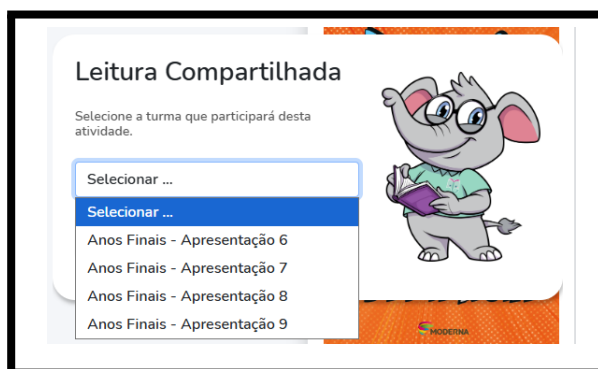 Leitura Compartilhada
Selecione a turma que participará desta
atividade.
Selecionar ...
Selecionar ...
Anos Finais - Apresentação 6
Anos Finais - Apresentação 7
Anos Finais - Apresentação 8
Anos Finais - Apresentação 9
MODERNA